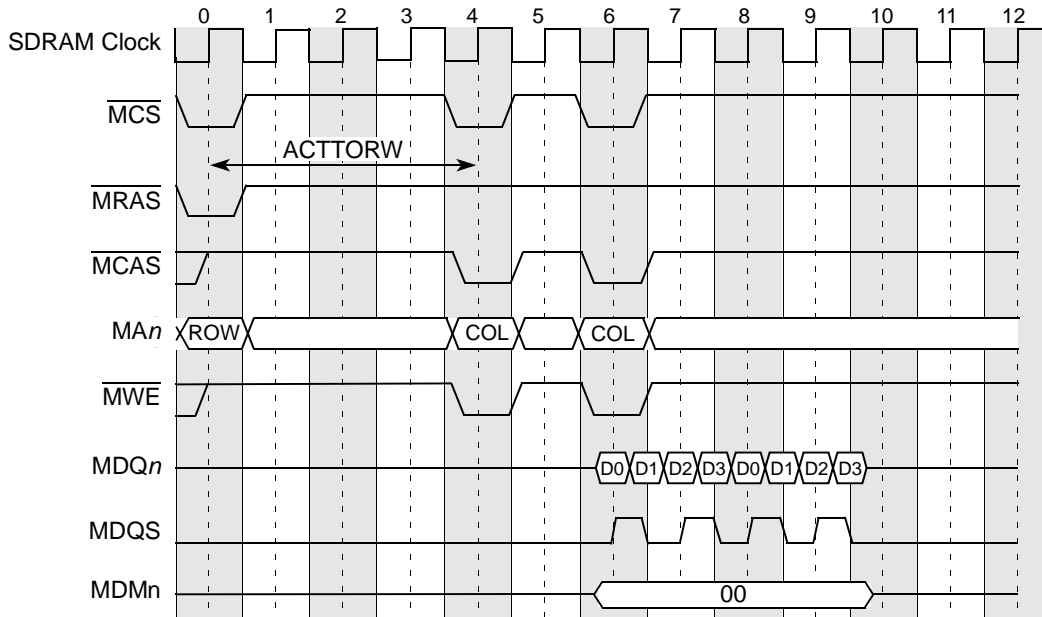 0 1 2 3 4 5 6 7 8 9 10 11 12
SDRAM Clock
MCS
ACTTORW
MRAS
MCAS
MAn ROW COL COL
MWE
MDQn D0 D1 D2 D3 D0 D1 D2 D3
MDQS
MDMn 00